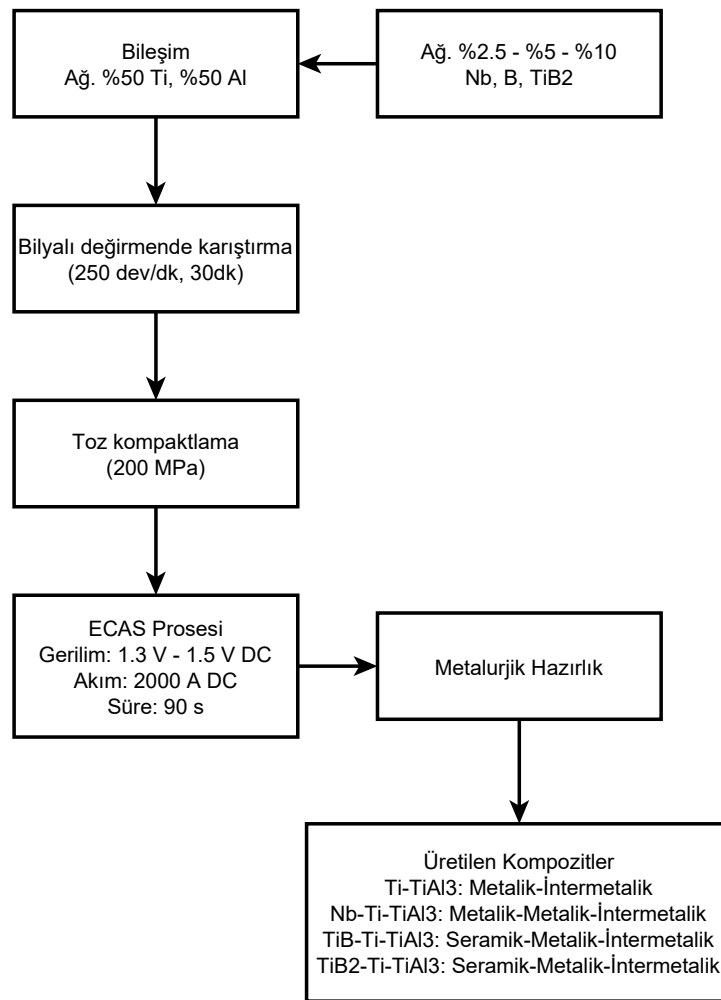 Bileşim
Ağ. %50 Ti, %50 Al
Ağ. %2.5 - %5 - %10
Nb, B, TiB2
Bilyalı değirmende karıştırma
(250 dev/dk, 30dk)
Toz kompaktlama
(200 MPa)
ECAS Prosesi
Gerilim: 1.3 V - 1.5 V DC
Akım: 2000 A DC
Süre: 90 s
Metalurjik Hazırlık
Üretilen Kompozitler
Ti-TiAl3: Metalik-İntermetalik
Nb-Ti-TiAl3: Metalik-Metalik-İntermetalik
TiB-Ti-TiAl3: Seramik-Metalik-İntermetalik
TiB2-Ti-TiAl3: Seramik-Metalik-İntermetalik